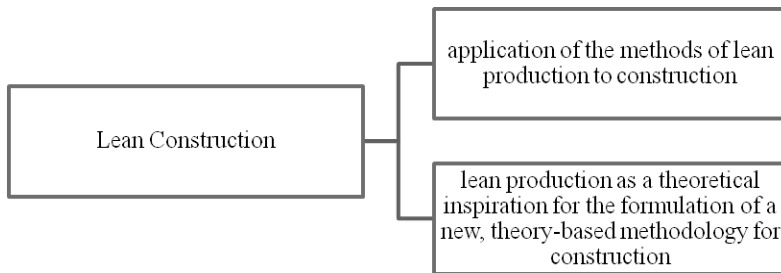 Lean Construction
application of the methods of lean
production to construction
lean production as a theoretical
inspiration for the formulation of a
new, theory-based methodology for
construction